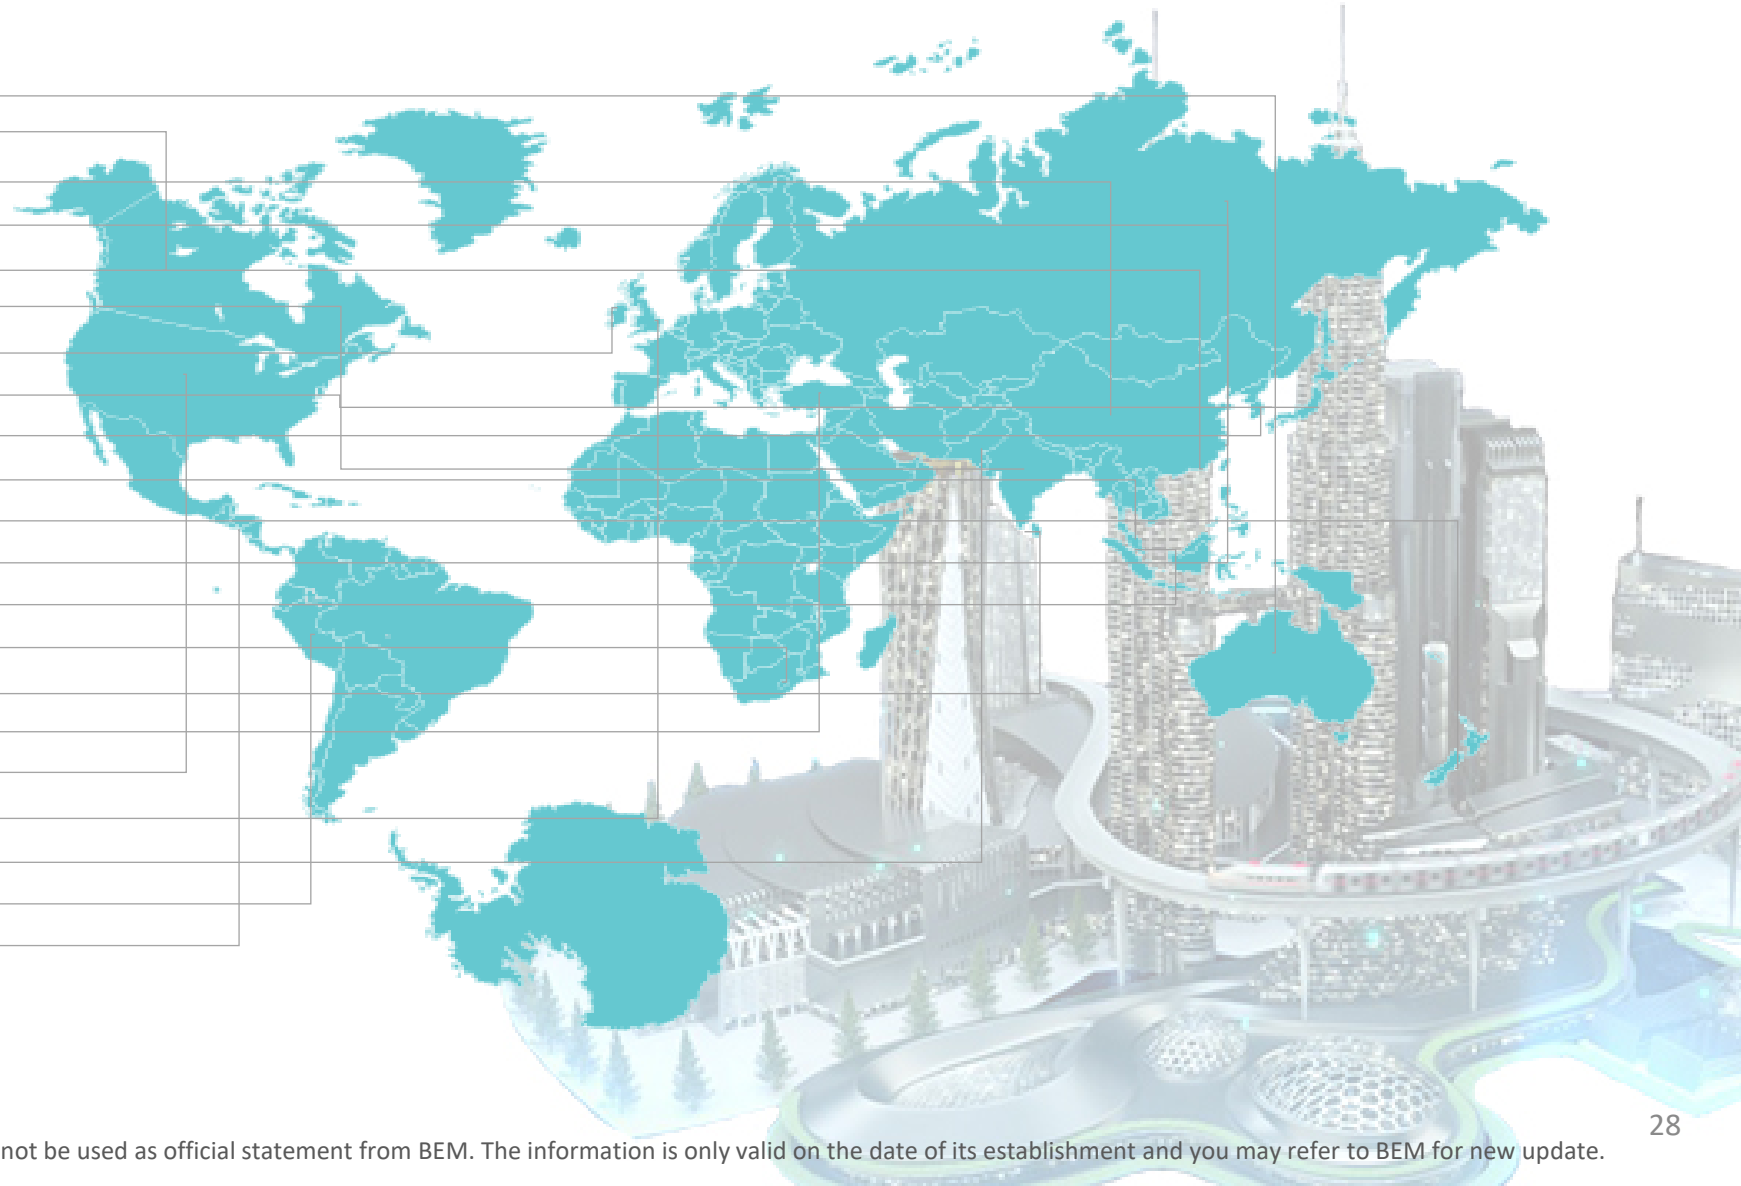 28
not be used as official statement from BEM. The information is only valid on the date of its establishment and you may refer to BEM for new update.